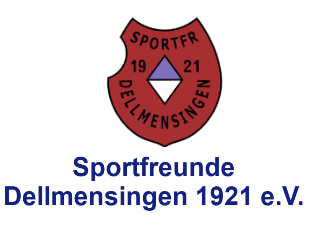 SPORTFR
19 21
DELLMENSINGEN
Sportfreunde
Dellmensingen 1921 e.V.